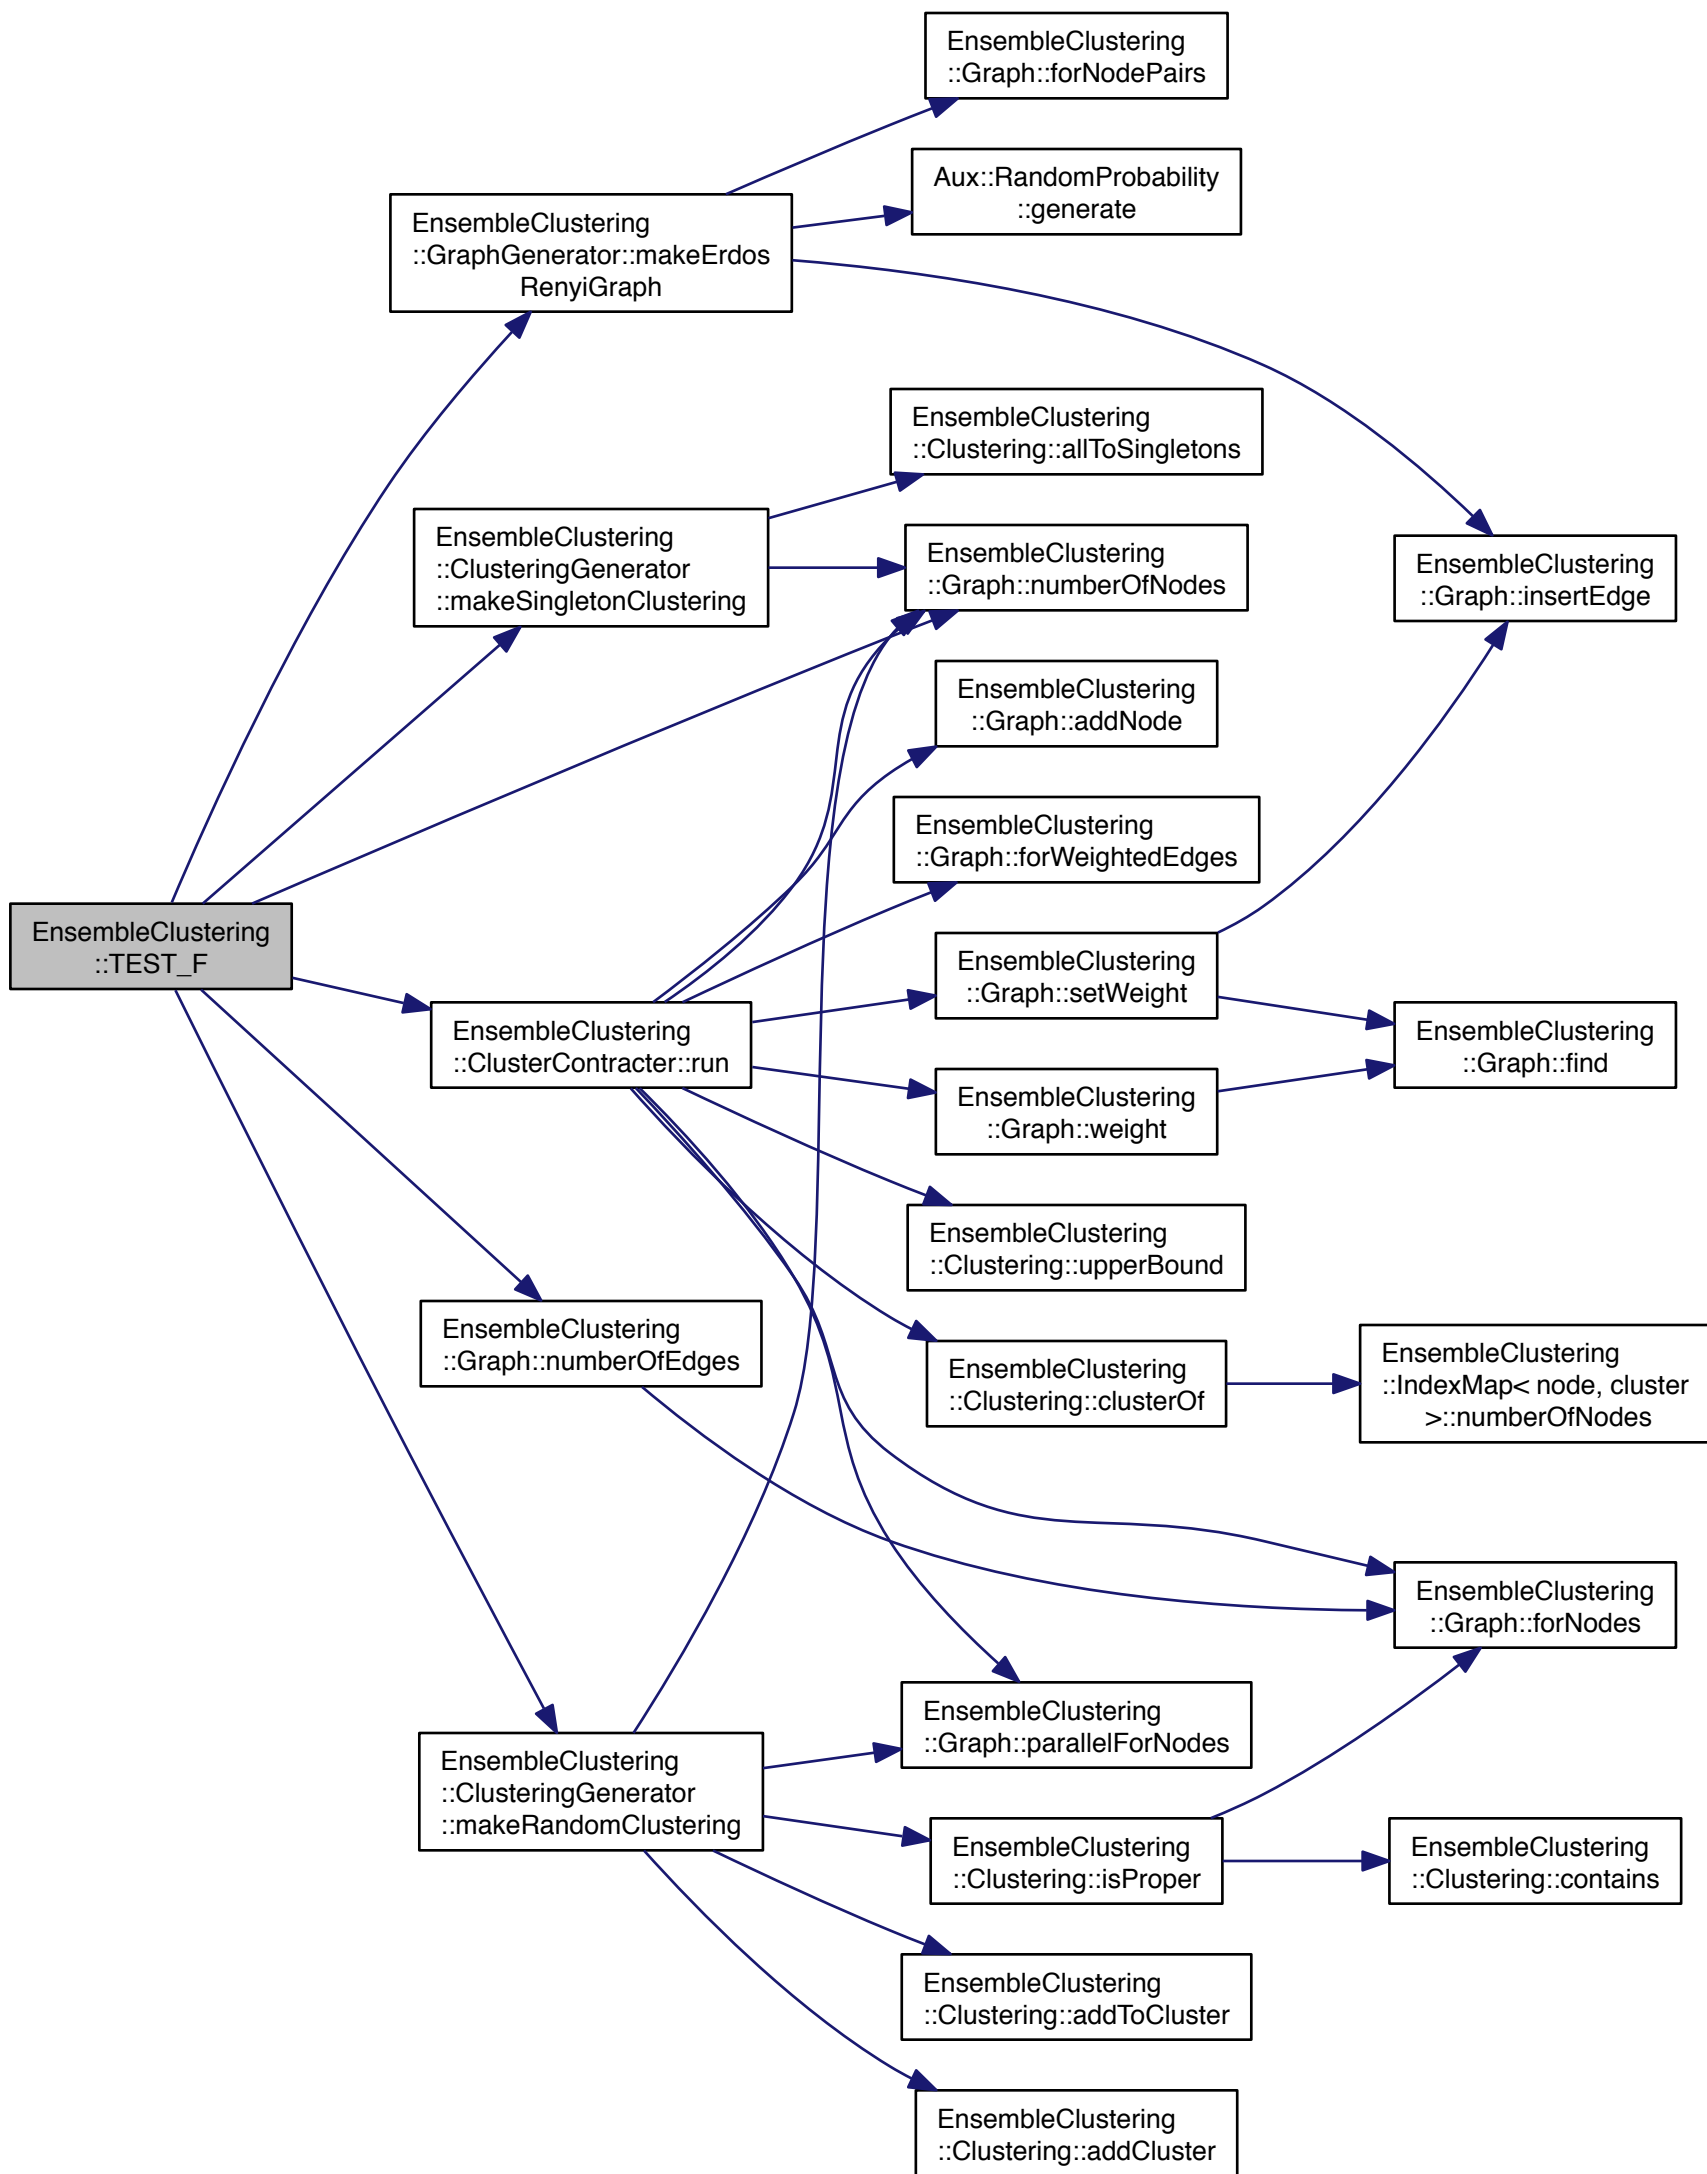 EnsembleClustering
::Graph::forNodePairs
Aux::RandomProbability
::generate
EnsembleClustering
::GraphGenerator::makeErdos
RenyiGraph
EnsembleClustering
::Clustering::allToSingletons
EnsembleClustering
::ClusteringGenerator
::makeSingletonClustering
EnsembleClustering
::Graph::numberOfNodes
EnsembleClustering
::Graph::insertEdge
EnsembleClustering
::Graph::addNode
EnsembleClustering
::Graph::forWeightedEdges
EnsembleClustering
::TEST_F
EnsembleClustering
::Graph::setWeight
EnsembleClustering
::ClusterContracter::run
EnsembleClustering
::Graph::find
EnsembleClustering
::Graph::weight
EnsembleClustering
::Clustering::upperBound
EnsembleClustering
::Graph::numberOfEdges
EnsembleClustering
::Clustering::clusterOf
EnsembleClustering
::IndexMap< node, cluster
>::numberOfNodes
EnsembleClustering
::Graph::forNodes
EnsembleClustering
::Graph::parallelForNodes
EnsembleClustering
::ClusteringGenerator
::makeRandomClustering
EnsembleClustering
::Clustering::isProper
EnsembleClustering
::Clustering::contains
EnsembleClustering
::Clustering::addToCluster
EnsembleClustering
::Clustering::addCluster